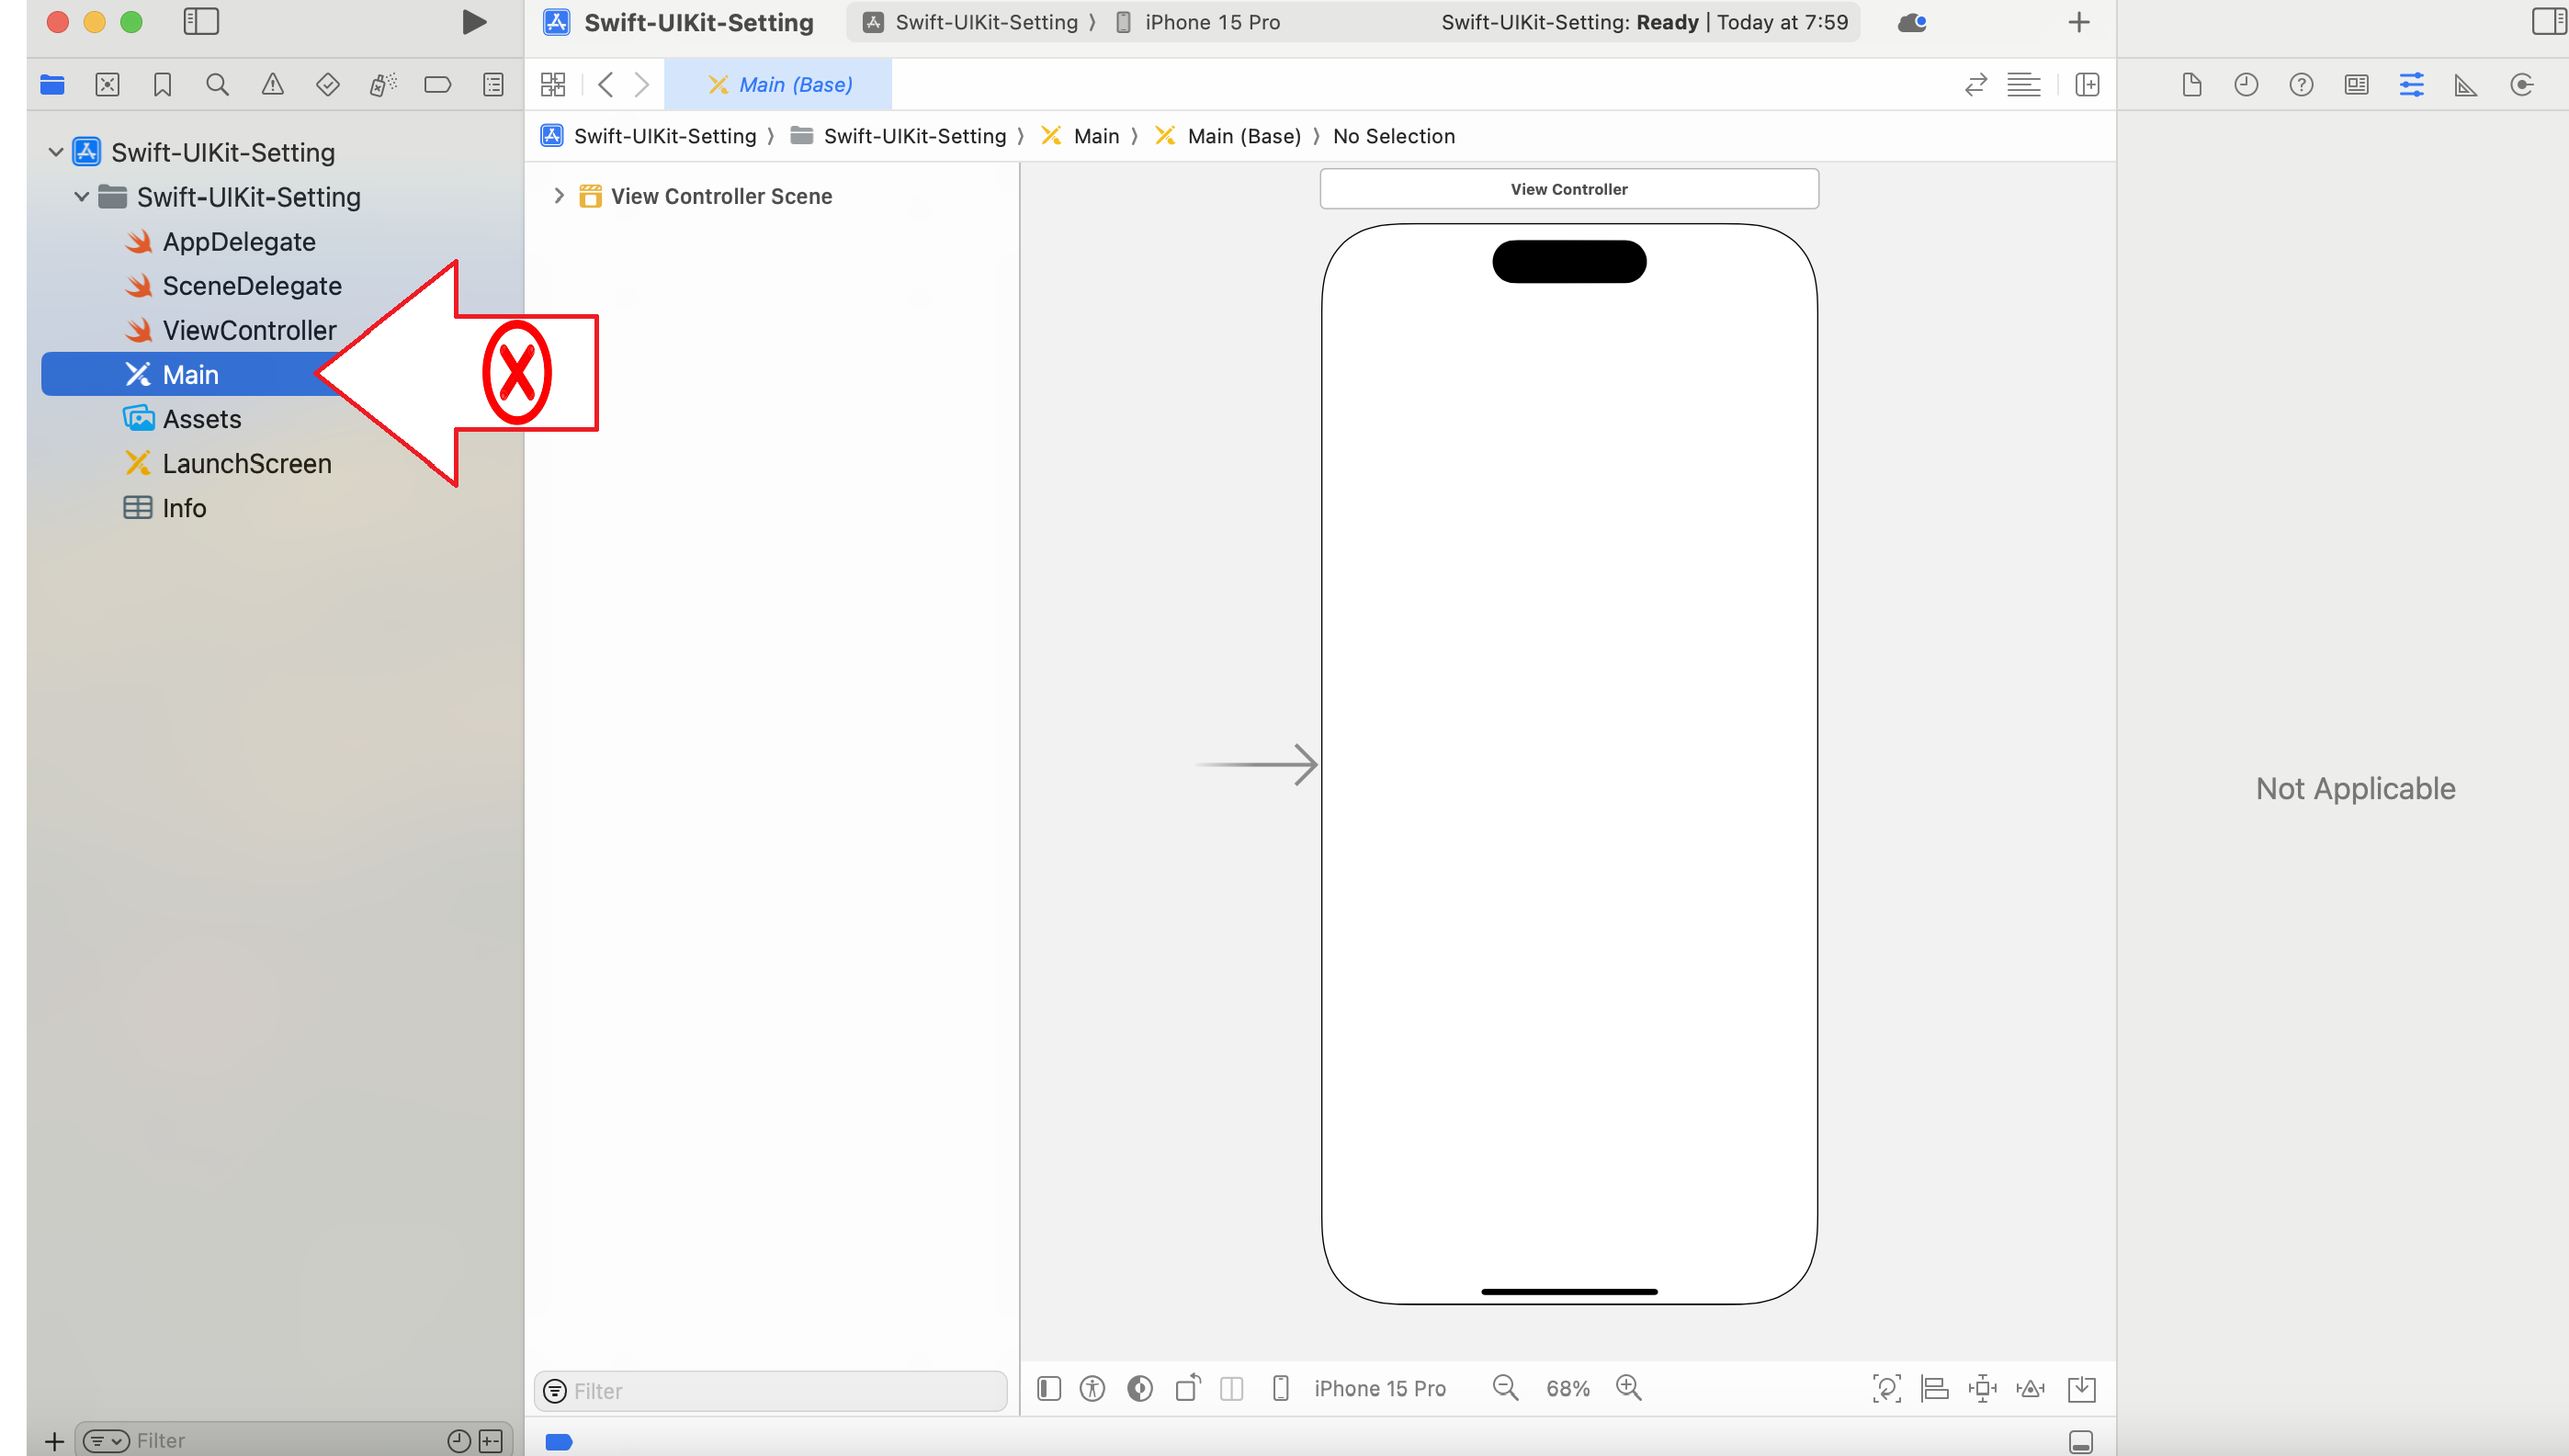 Swift-UIKit-Setting
Swift-UIKit-Setting 〉 iPhone 15 Pro
Swift-UIKit-Setting: Ready | Today at 7:59
Main (Base)
Swift-UIKit-Setting 〉 Swift-UIKit-Setting 〉 Main 〉 Main (Base) 〉 No Selection
Swift-UIKit-Setting
Swift-UIKit-Setting
AppDelegate
SceneDelegate
ViewController
Main
Assets
LaunchScreen
Info
X
View Controller Scene
View Controller
Not Applicable
Filter
iPhone 15 Pro
68%
Filter